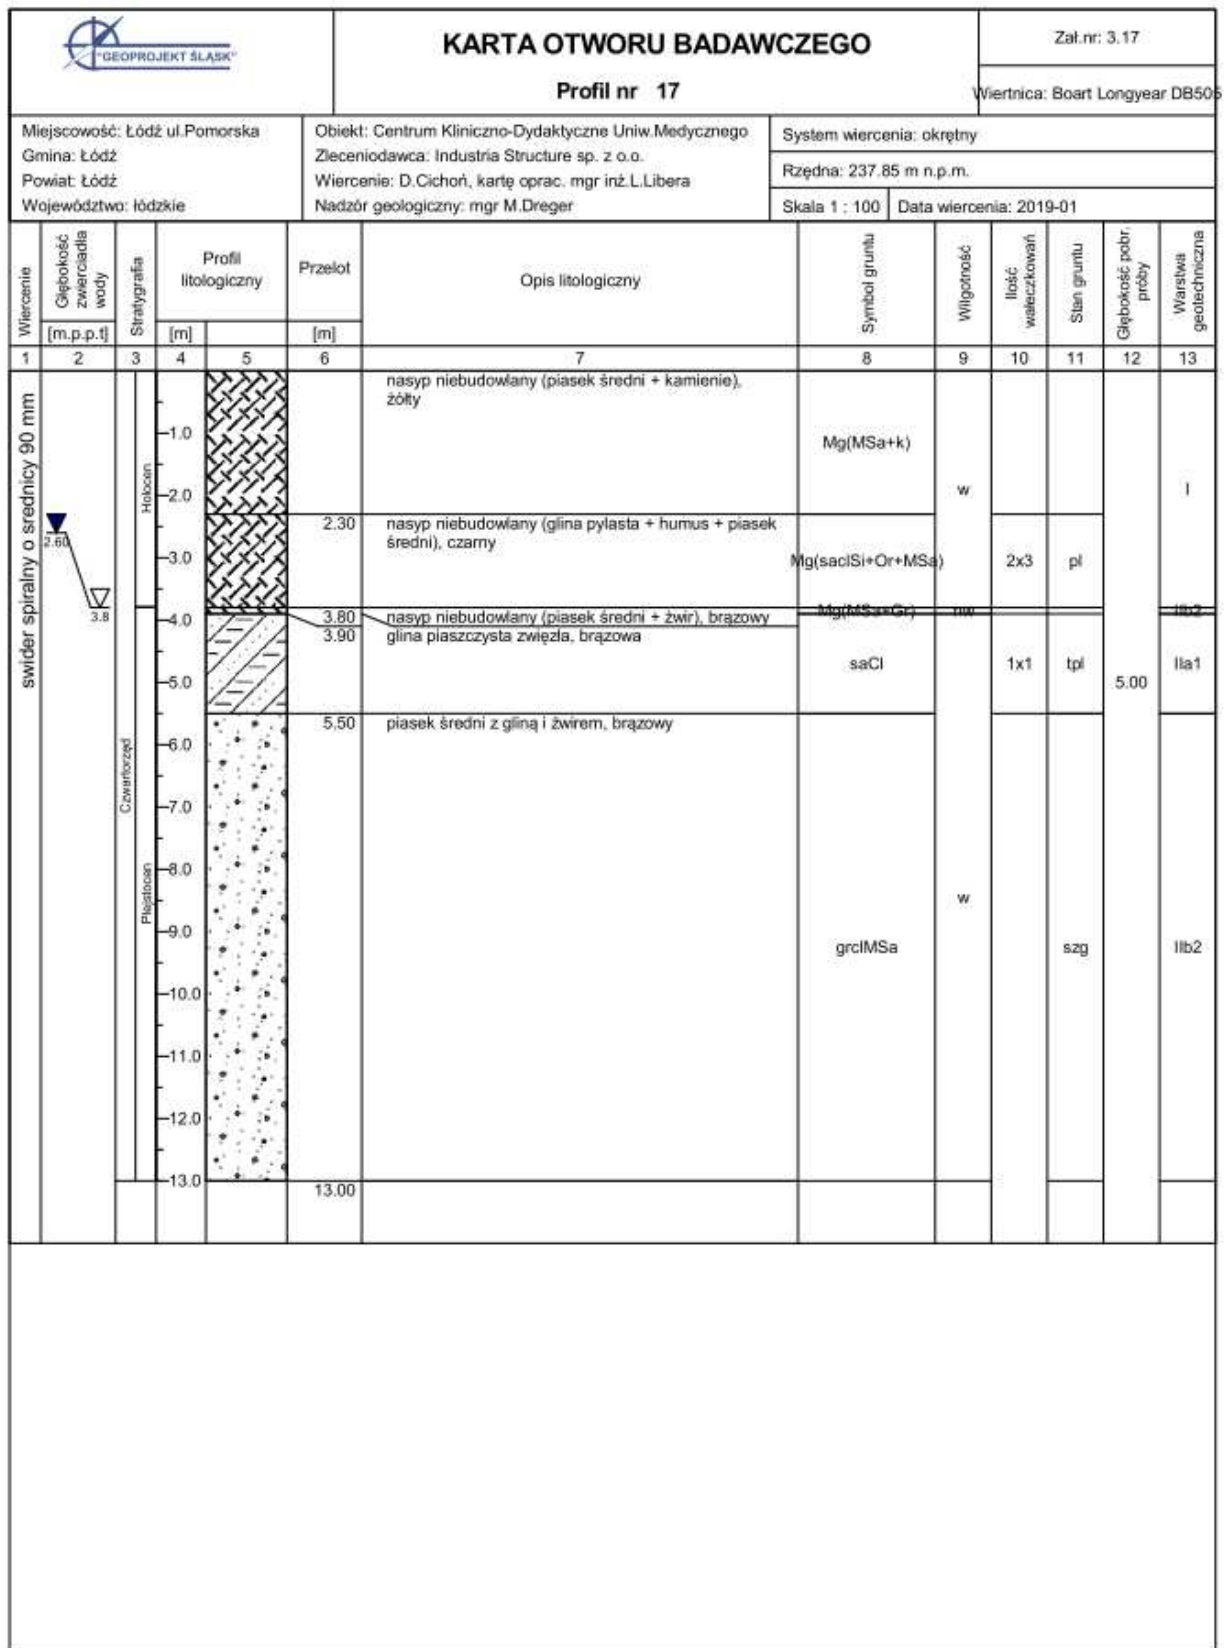 "GEOPROJEKT ŚLĄSK"
KARTA OTWORU BADAWCZEGO
Profil nr 17
Zał.nr: 3.17
Wiertnica: Boart Longyear DB505
Miejscowość: Łódź ul.Pomorska
Gmina: Łódź
Powiat: Łódź
Województwo: łódzkie
Obiekt: Centrum Kliniczno-Dydaktyczne Uniw.Medycznego
Zleceniodawca: Industria Structure sp. z o.o.
Wiercenie: D.Cichoń, kartę oprac. mgr inż.L.Libera
Nadzór geologiczny: mgr M.Dreger
System wiercenia: okrętny
Rzędna: 237.85 m n.p.m.
Skala 1 : 100
Data wiercenia: 2019-01
Wiercenie
Głębokość zwierciadła wody
[m.p.p.t]
Stratygrafia
Profil litologiczny
[m]
Przelot
[m]
Opis litologiczny
Symbol gruntu
Wilgotność
Ilość wałeczkowań
Stan gruntu
Głębokość pobr. próby
Warstwa geotechniczna
1 2 3 4 5 6 7 8 9 10 11 12 13
swider spiralny o srednicy 90 mm
2.60
3.8
Czwartorzęd
Holocen
Plejstocen
-1.0
-2.0
-3.0
-4.0
-5.0
-6.0
-7.0
-8.0
-9.0
-10.0
-11.0
-12.0
-13.0
nasyp niebudowlany (piasek średni + kamienie),
żółty
Mg(MSa+k)
w
I
2.30 nasyp niebudowlany (glina pylasta + humus + piasek
średni), czarny
Mg(saclSi+Or+MSa)
2x3
pl
3.80 nasyp niebudowlany (piasek średni + żwir), brązowy
Mg(MSa+Gr)
nw
IIb2
3.90 glina piaszczysta zwięzła, brązowa
saCl
1x1
tpl
5.00
IIa1
5.50 piasek średni z gliną i żwirem, brązowy
w
grclMSa
szg
IIb2
13.00